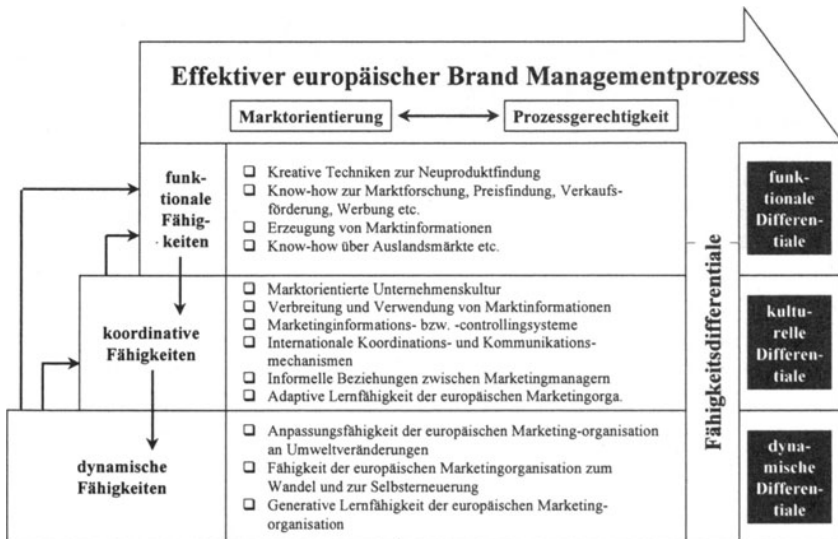 Effektiver europäischer Brand Managementprozess
Marktorientierung
Prozessgerechtigkeit
funk-
tionale
Fähig-
keiten
❑ Kreative Techniken zur Neuproduktfindung
❑ Know-how zur Marktforschung, Preisfindung, Verkaufs-
förderung, Werbung etc.
❑ Erzeugung von Marktinformationen
❑ Know-how über Auslandsmärkte etc.
koordinative
Fähigkeiten
❑ Marktorientierte Unternehmenskultur
❑ Verbreitung und Verwendung von Marktinformationen
❑ Marketinginformations- bzw. -controllingsysteme
❑ Internationale Koordinations- und Kommunikations-
mechanismen
❑ Informelle Beziehungen zwischen Marketingmanagern
❑ Adaptive Lernfähigkeit der europäischen Marketingorga.
dynamische
Fähigkeiten
❑ Anpassungsfähigkeit der europäischen Marketing-organisation
an Umweltveränderungen
❑ Fähigkeit der europäischen Marketingorganisation zum
Wandel und zur Selbsterneuerung
❑ Generative Lernfähigkeit der europäischen Marketing-
organisation
Fähigkeitsdifferentiale
funk-
tionale
Differen-
tiale
kultu-
relle
Differen-
tiale
dyna-
mische
Differen-
tiale